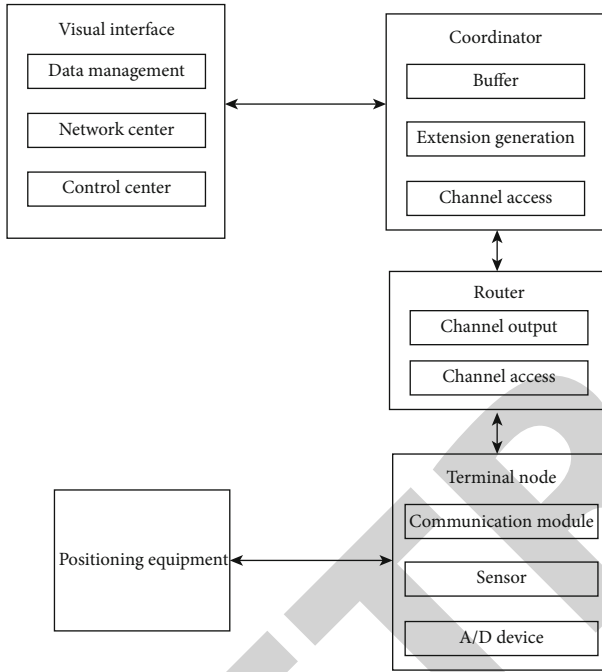 Visual interface
Data management
Network center
Control center
Coordinator
Buffer
Extension generation
Channel access
Router
Channel output
Channel access
Terminal node
Communication module
Sensor
A/D device
Positioning equipment